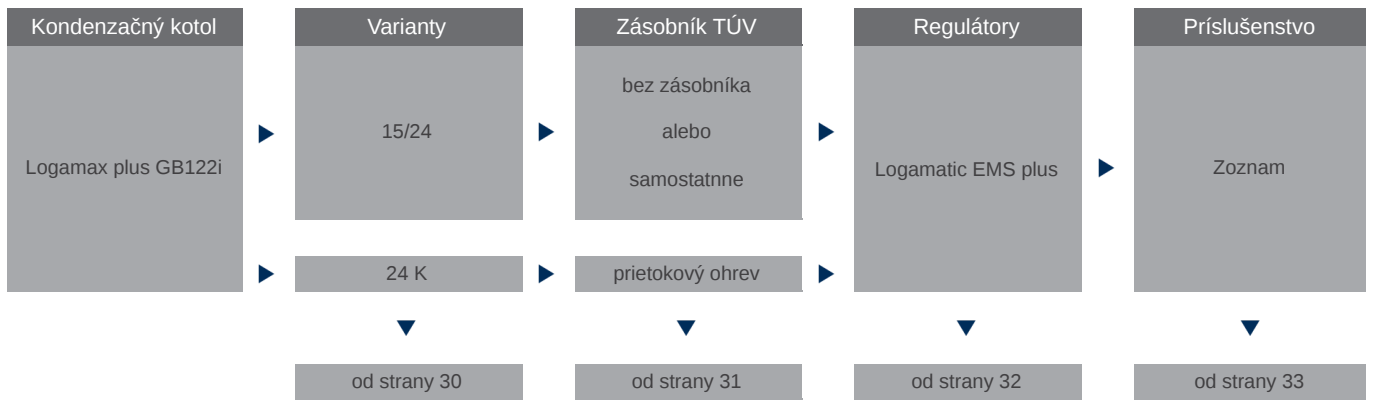 Kondenzačný kotol
Varianty
Zásobník TÚV
Regulátory
Príslušenstvo
Logamax plus GB122i
15/24
bez zásobníka
alebo
samostatnne
Logamatic EMS plus
Zoznam
24 K
prietokový ohrev
od strany 30
od strany 31
od strany 32
od strany 33